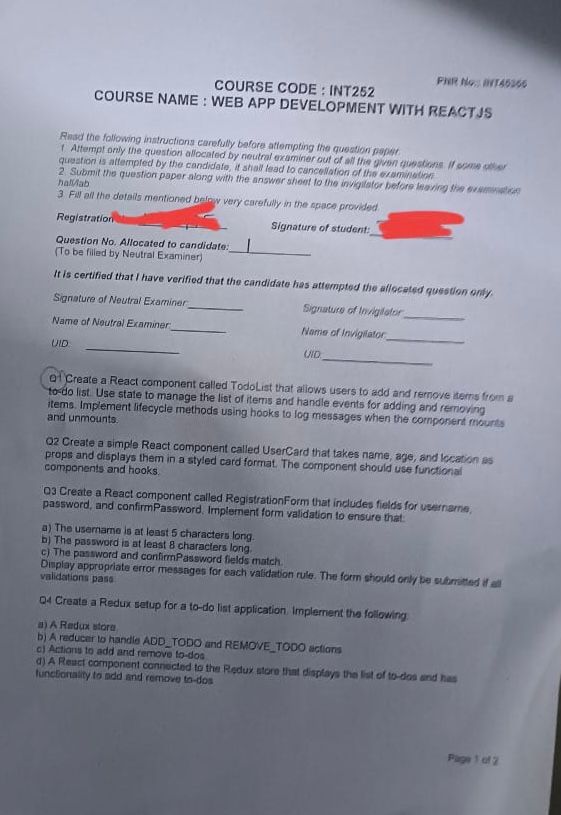 PNR No:: INT45366
COURSE CODE : INT252
COURSE NAME : WEB APP DEVELOPMENT WITH REACTJS
Read the following instructions carefully before attempting the question paper.
1. Attempt only the question allocated by neutral examiner out of all the given questions. If some other
question is attempted by the candidate, it shall lead to cancellation of the examination.
2. Submit the question paper along with the answer sheet to the invigilator before leaving the examination
hall/lab.
3. Fill all the details mentioned below very carefully in the space provided.
Registration
Signature of student:
Question No. Allocated to candidate: 1
(To be filled by Neutral Examiner)
It is certified that I have verified that the candidate has attempted the allocated question only.
Signature of Neutral Examiner:
Signature of Invigilator:
Name of Neutral Examiner:
Name of Invigilator:
UID:
UID:
Q1 Create a React component called TodoList that allows users to add and remove items from a
to-do list. Use state to manage the list of items and handle events for adding and removing
items. Implement lifecycle methods using hooks to log messages when the component mounts
and unmounts.
Q2 Create a simple React component called UserCard that takes name, age, and location as
props and displays them in a styled card format. The component should use functional
components and hooks.
Q3 Create a React component called RegistrationForm that includes fields for username,
password, and confirmPassword. Implement form validation to ensure that:
a) The username is at least 5 characters long.
b) The password is at least 8 characters long.
c) The password and confirmPassword fields match.
Display appropriate error messages for each validation rule. The form should only be submitted if all
validations pass.
Q4 Create a Redux setup for a to-do list application. Implement the following:
a) A Redux store.
b) A reducer to handle ADD_TODO and REMOVE_TODO actions
c) Actions to add and remove to-dos.
d) A React component connected to the Redux store that displays the list of to-dos and has
functionality to add and remove to-dos
Page 1 of 2